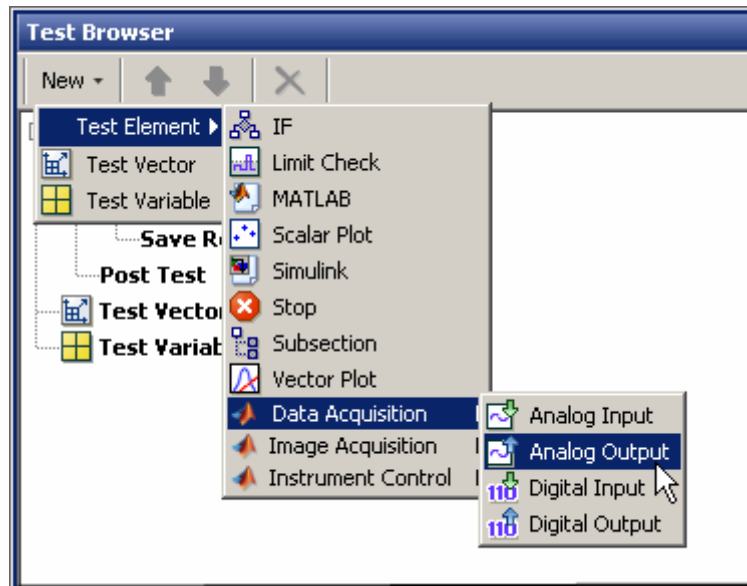 Test Browser
New
Test Element
Test Vector
Test Variable
Save R
Post Test
Test Vecto
Test Variab
IF
Limit Check
MATLAB
Scalar Plot
Simulink
Stop
Subsection
Vector Plot
Data Acquisition
Image Acquisition
Instrument Control
Analog Input
Analog Output
Digital Input
Digital Output